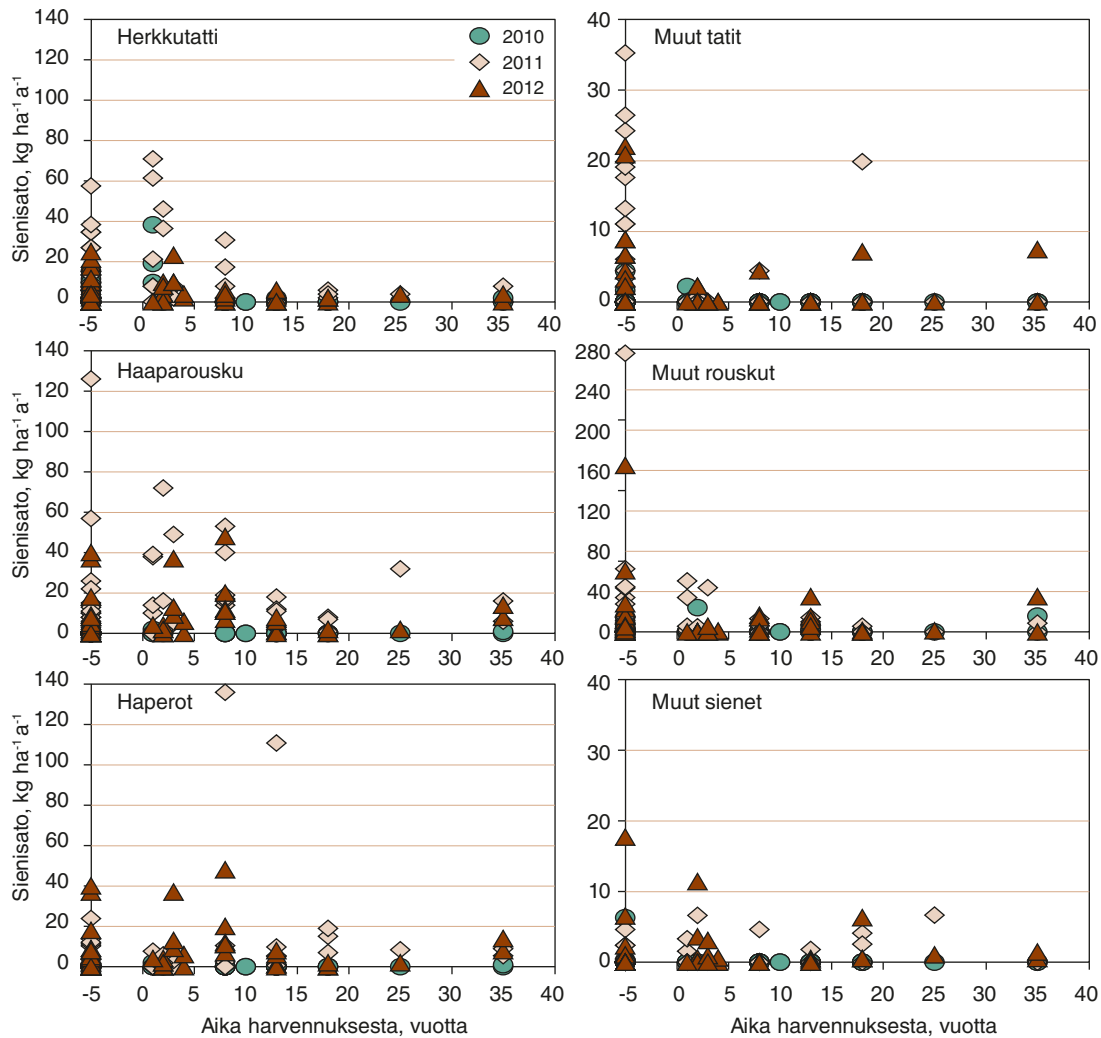 Herkkutatti
2010
2011
2012
Sienisato, kg ha⁻¹ a⁻¹
140
120
100
80
60
40
20
0
-5 0 5 10 15 20 25 30 35 40
Muut tatit
40
30
20
10
0
-5 0 5 10 15 20 25 30 35 40
Haaparousku
Sienisato, kg ha⁻¹ a⁻¹
140
120
100
80
60
40
20
0
-5 0 5 10 15 20 25 30 35 40
Muut rouskut
280
240
200
160
80
60
40
200
0
-5 0 5 10 15 20 25 30 35 40
Haperot
Sienisato, kg ha⁻¹ a⁻¹
140
120
100
80
60
40
20
0
-5 0 5 10 15 20 25 30 35 40
Aika harvennuksesta, vuotta
Muut sienet
40
30
20
10
0
-5 0 5 10 15 20 25 30 35 40
Aika harvennuksesta, vuotta